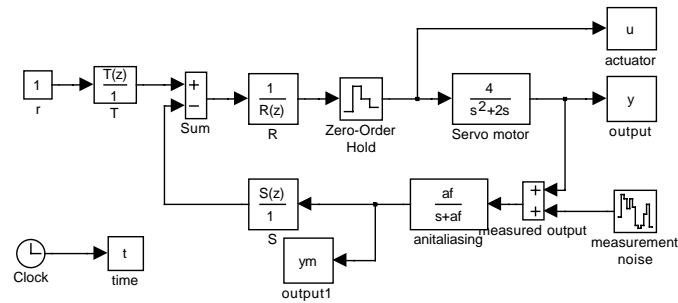 u
actuator
1
r
T(z)
1
T
+
−
Sum
1
R(z)
R
Zero-Order
Hold
4
s²+2s
Servo motor
y
output
S(z)
1
S
af
s+af
anitaliasing
+
+
measured output
measurement
noise
ym
output1
Clock
t
time